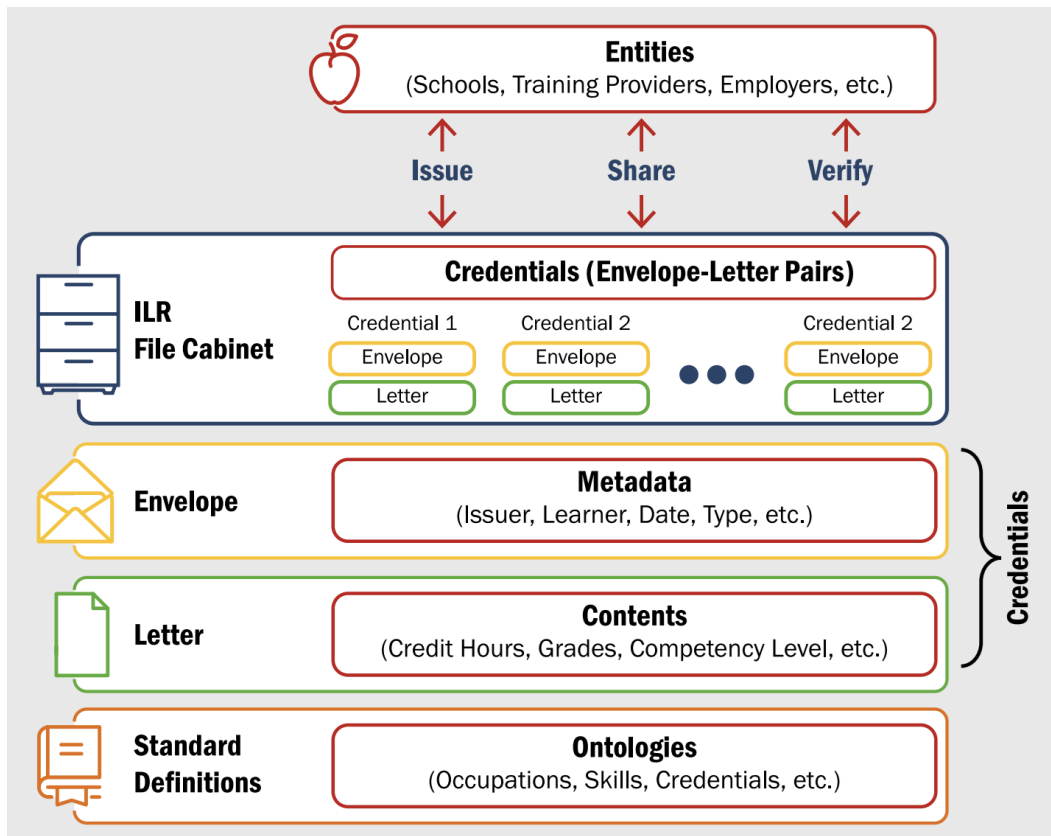 Entities
(Schools, Training Providers, Employers, etc.)
Issue
Share
Verify
ILR
File Cabinet
Credentials (Envelope-Letter Pairs)
Credential 1
Credential 2
Credential 2
Envelope
Envelope
Envelope
Letter
Letter
Letter
Envelope
Metadata
(Issuer, Learner, Date, Type, etc.)
Letter
Contents
(Credit Hours, Grades, Competency Level, etc.)
Credentials
Standard
Definitions
Ontologies
(Occupations, Skills, Credentials, etc.)